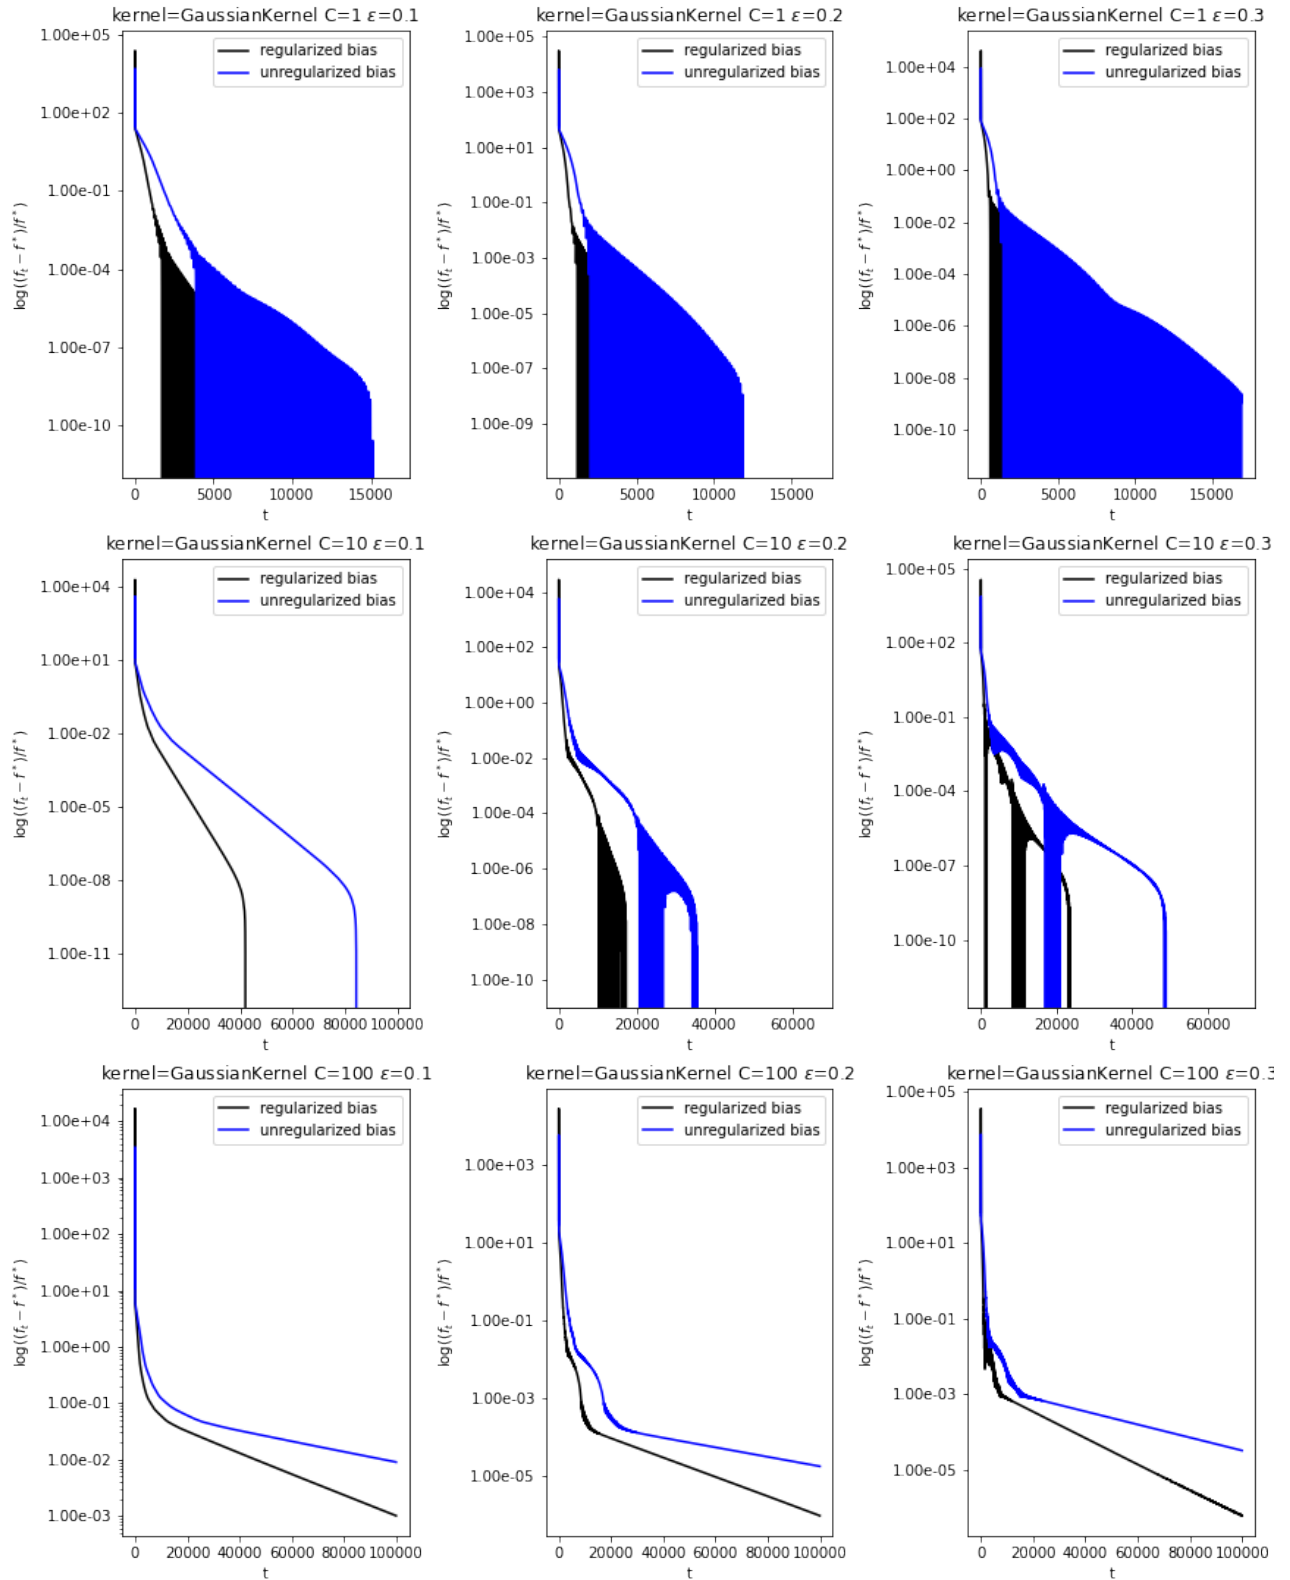 kernel=GaussianKernel C=1 ε=0.1
kernel=GaussianKernel C=1 ε=0.2
kernel=GaussianKernel C=1 ε=0.3
1.00e+05
1.00e+02
1.00e-01
1.00e-04
1.00e-07
1.00e-10
log((f_t − f*)/f*)
regularized bias
unregularized bias
0 5000 10000 15000
t
1.00e+05
1.00e+03
1.00e+01
1.00e-01
1.00e-03
1.00e-05
1.00e-07
1.00e-09
log((f_t − f*)/f*)
regularized bias
unregularized bias
0 5000 10000 15000
t
1.00e+04
1.00e+02
1.00e+00
1.00e-02
1.00e-04
1.00e-06
1.00e-08
1.00e-10
log((f_t − f*)/f*)
regularized bias
unregularized bias
0 5000 10000 15000
t
kernel=GaussianKernel C=10 ε=0.1
kernel=GaussianKernel C=10 ε=0.2
kernel=GaussianKernel C=10 ε=0.3
1.00e+04
1.00e+01
1.00e-02
1.00e-05
1.00e-08
1.00e-11
log((f_t − f*)/f*)
regularized bias
unregularized bias
0 20000 40000 60000 80000 100000
t
1.00e+04
1.00e+02
1.00e+00
1.00e-02
1.00e-04
1.00e-06
1.00e-08
1.00e-10
log((f_t − f*)/f*)
regularized bias
unregularized bias
0 20000 40000 60000
t
1.00e+05
1.00e+02
1.00e-01
1.00e-04
1.00e-07
1.00e-10
log((f_t − f*)/f*)
regularized bias
unregularized bias
0 20000 40000 60000
t
kernel=GaussianKernel C=100 ε=0.1
kernel=GaussianKernel C=100 ε=0.2
kernel=GaussianKernel C=100 ε=0.3
1.00e+04
1.00e+03
1.00e+02
1.00e+01
1.00e+00
1.00e-01
1.00e-02
1.00e-03
log((f_t − f*)/f*)
regularized bias
unregularized bias
0 20000 40000 60000 80000 100000
t
1.00e+03
1.00e+01
1.00e-01
1.00e-03
1.00e-05
log((f_t − f*)/f*)
regularized bias
unregularized bias
0 20000 40000 60000 80000 100000
t
1.00e+05
1.00e+03
1.00e+01
1.00e-01
1.00e-03
1.00e-05
log((f_t − f*)/f*)
regularized bias
unregularized bias
0 20000 40000 60000 80000 100000
t